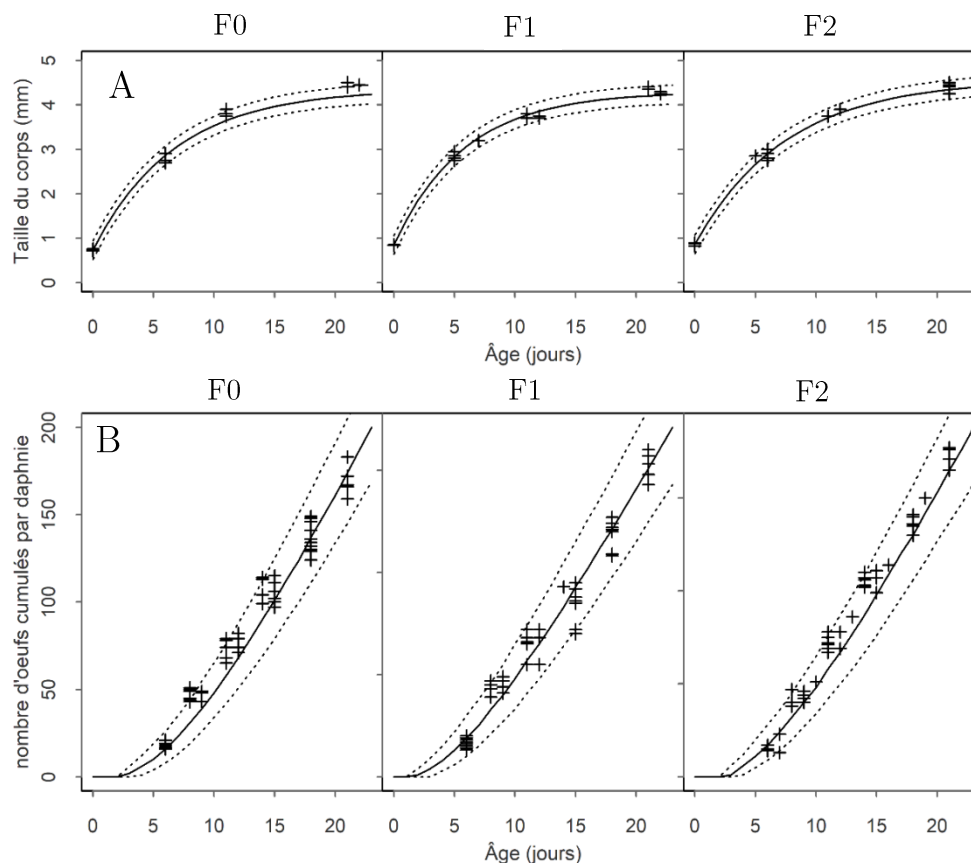 F0 F1 F2
A
Taille du corps (mm)
5
4
3
2
1
0
0 5 10 15 20 0 5 10 15 20 0 5 10 15 20
Âge (jours)
F0 F1 F2
B
nombre d'oeufs cumulés par daphnie
200
150
100
50
0
0 5 10 15 20 0 5 10 15 20 0 5 10 15 20
Âge (jours)